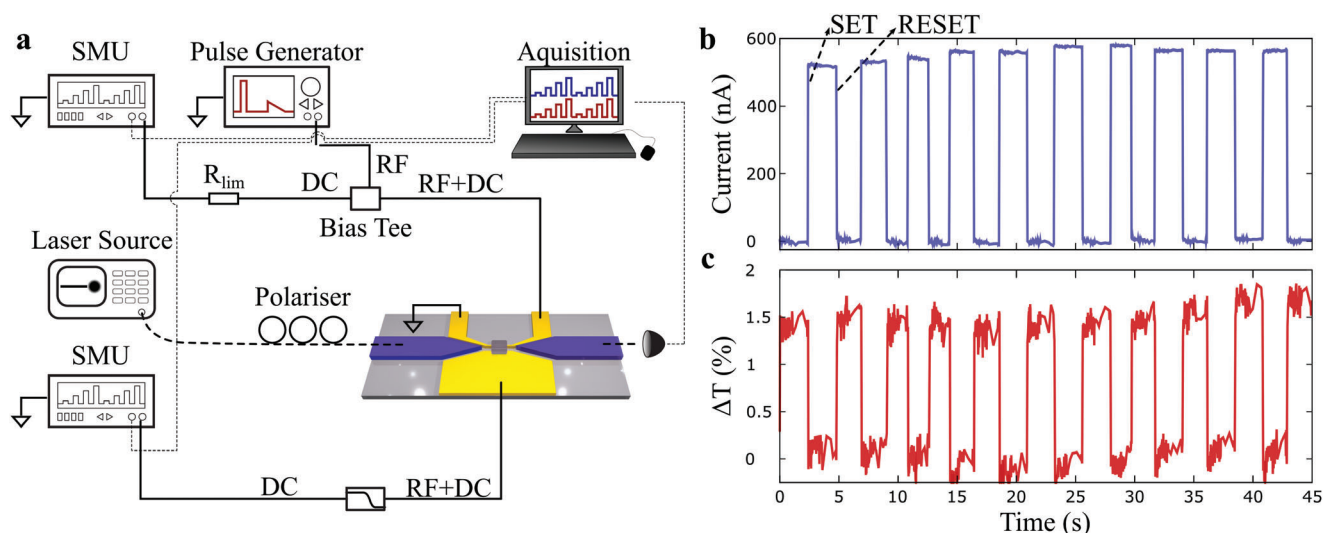 a
SMU
Pulse Generator
Aquisition
RF
R_lim
DC
RF+DC
Bias Tee
Laser Source
Polariser
SMU
DC
RF+DC
b
SET
RESET
600
400
200
0
Current (nA)
c
2
1.5
1
0.5
0
ΔT (%)
0 5 10 15 20 25 30 35 40 45
Time (s)